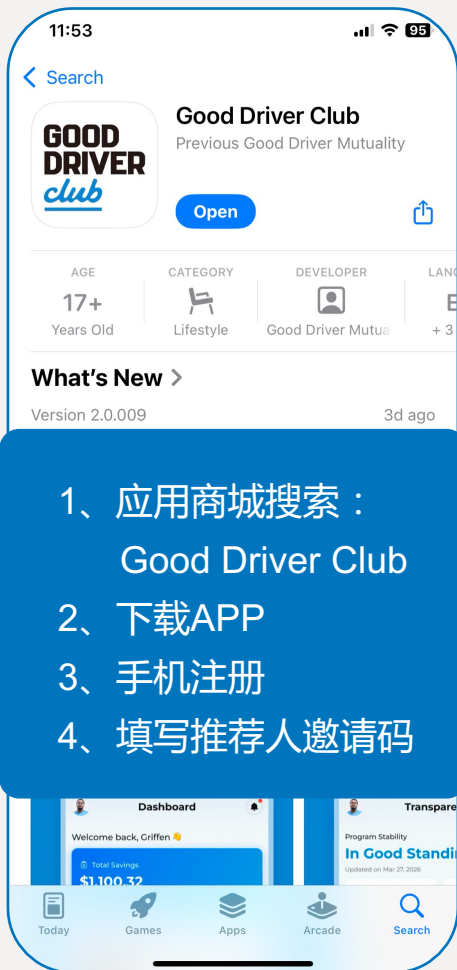 11:53
95
Search
GOOD
DRIVER
club
Good Driver Club
Previous Good Driver Mutuality
Open
AGE
CATEGORY
DEVELOPER
17+
Years Old
Lifestyle
Good Driver Mutua
+ 3
What's New
Version 2.0.009
3d ago
1、应用商城搜索：
Good Driver Club
2、下载APP
3、手机注册
4、填写推荐人邀请码
Dashboard
Welcome back, Griffen 👋
Total Savings
$1,100.32
Transpare
Program Stability
In Good Standi
Updated on Mar 27, 2026
Today
Games
Apps
Arcade
Search